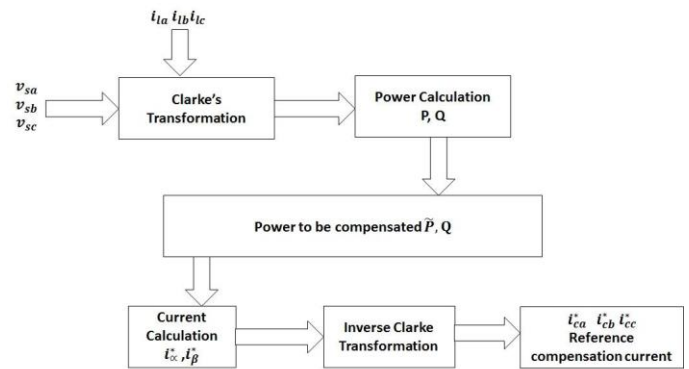 i_la i_lb i_lc
v_sa
v_sb
v_sc
Clarke's
Transformation
Power Calculation
P, Q
Power to be compensated P̃, Q
Current
Calculation
i*_∝ ,i*_β
Inverse Clarke
Transformation
i*_ca i*_cb i*_cc
Reference
compensation current